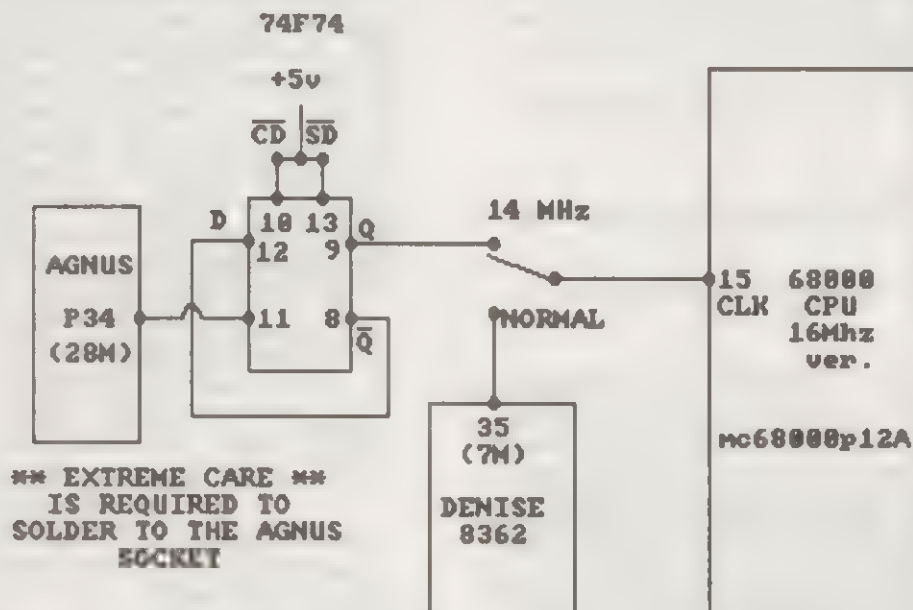 74F74
+5v
CD SD
D 10 13 Q
12 9
14 MHz
AGNUS
P34
(28M)
11 8
Q
NORMAL
15 68000
CLK CPU
16Mhz
ver.
35
(7M)
mc68000p12A
DENISE
8362
** EXTREME CARE **
IS REQUIRED TO
SOLDER TO THE AGNUS
SOCKET